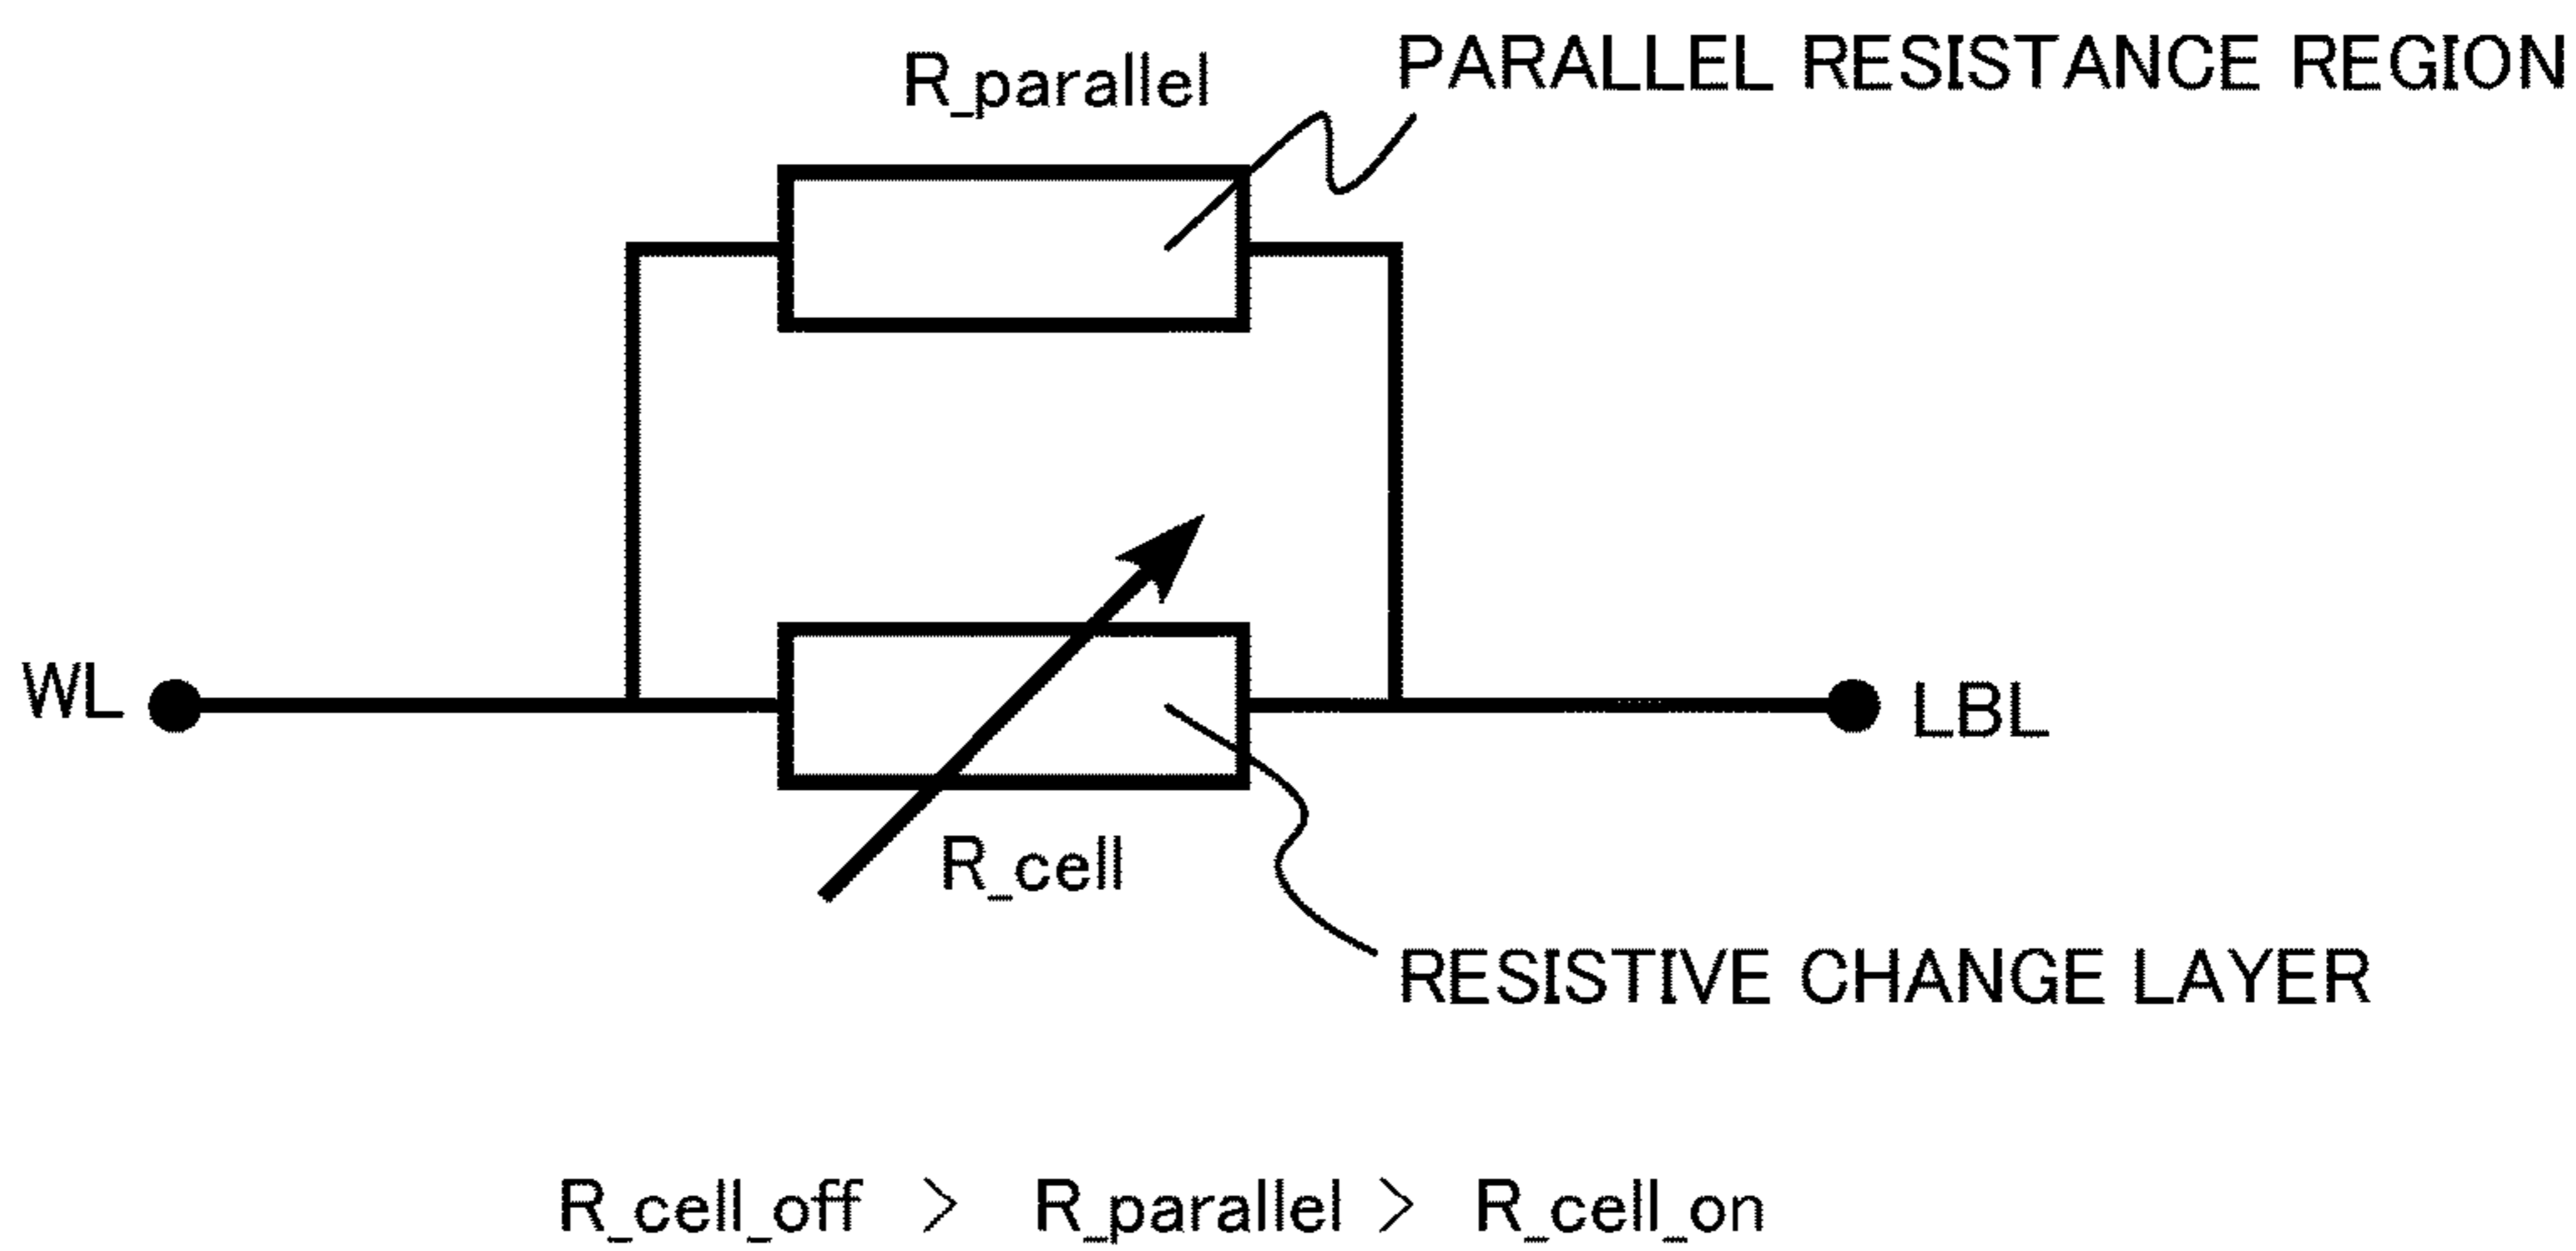 R_parallel
PARALLEL RESISTANCE REGION
WL
LBL
R_cell
RESISTIVE CHANGE LAYER
R_cell_off > R_parallel > R_cell_on